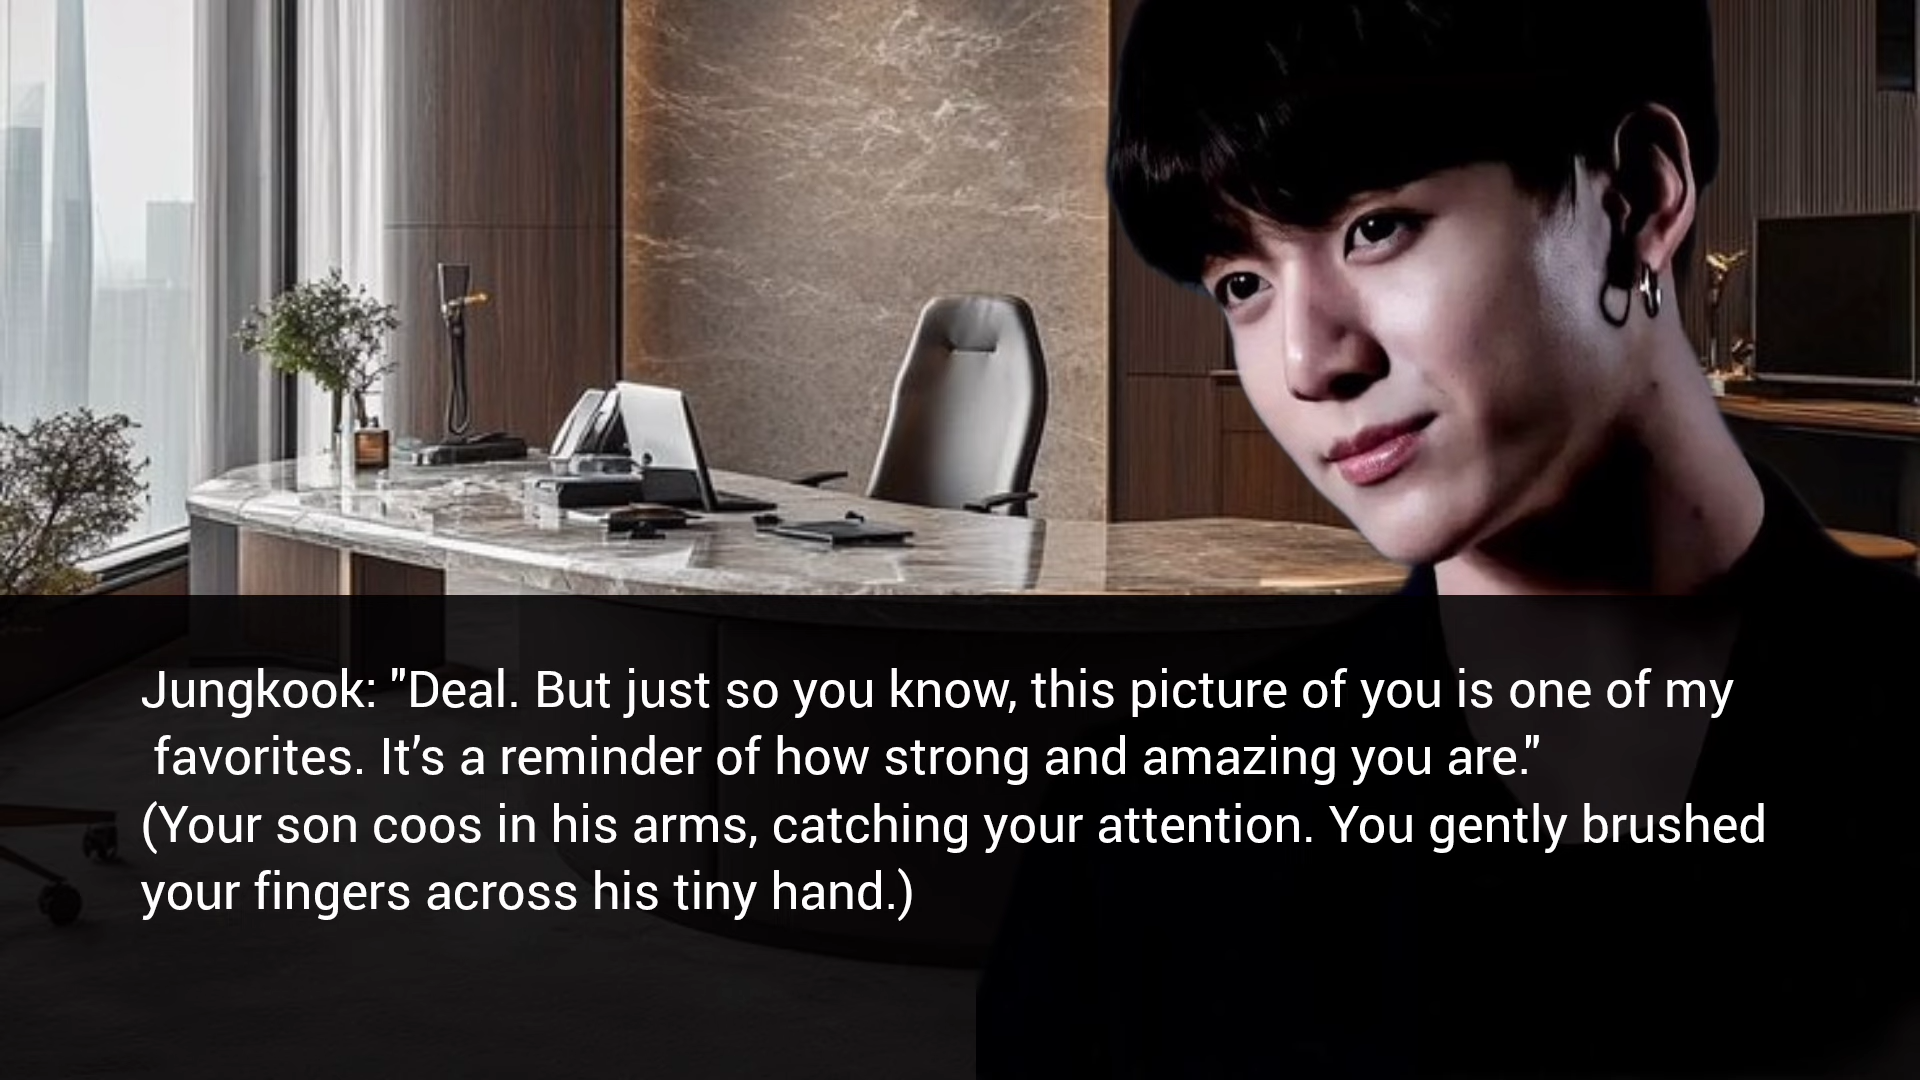 Jungkook: "Deal. But just so you know, this picture of you is one of my
favorites. It’s a reminder of how strong and amazing you are."
(Your son coos in his arms, catching your attention. You gently brushed
your fingers across his tiny hand.)